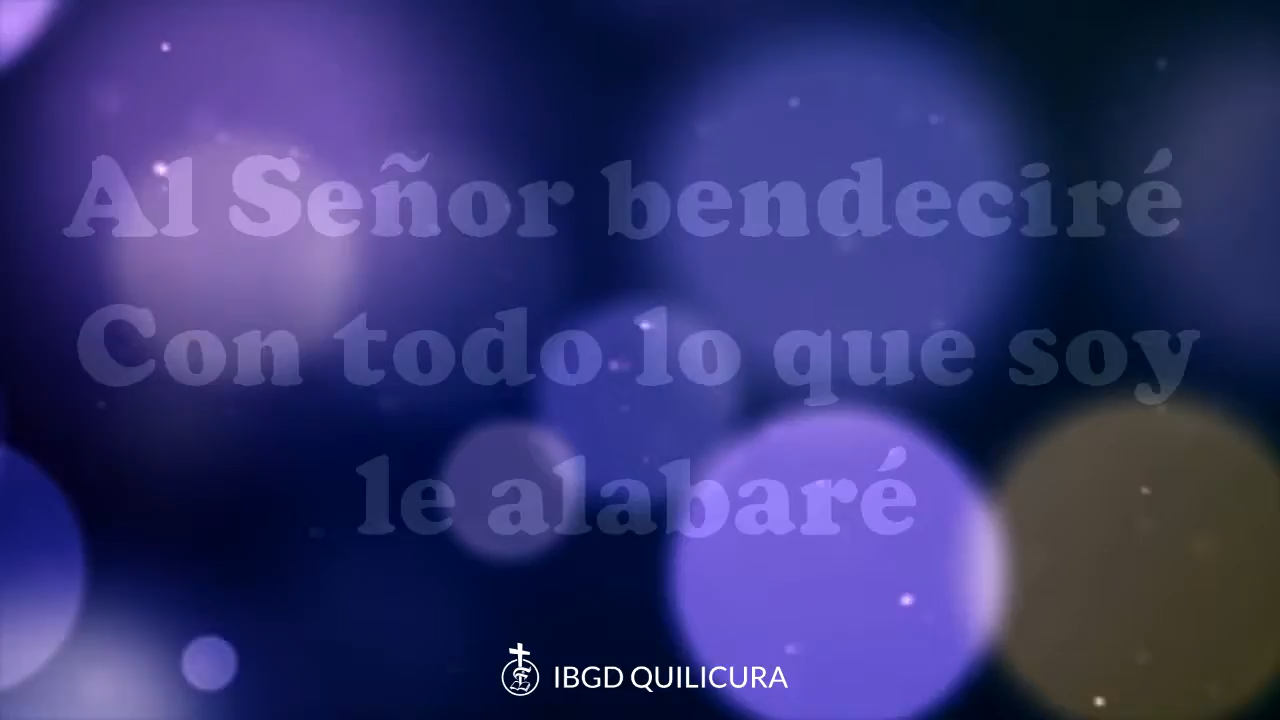 Al Señor bendeciré
Con todo lo que soy
le alabaré
IBGD QUILICURA